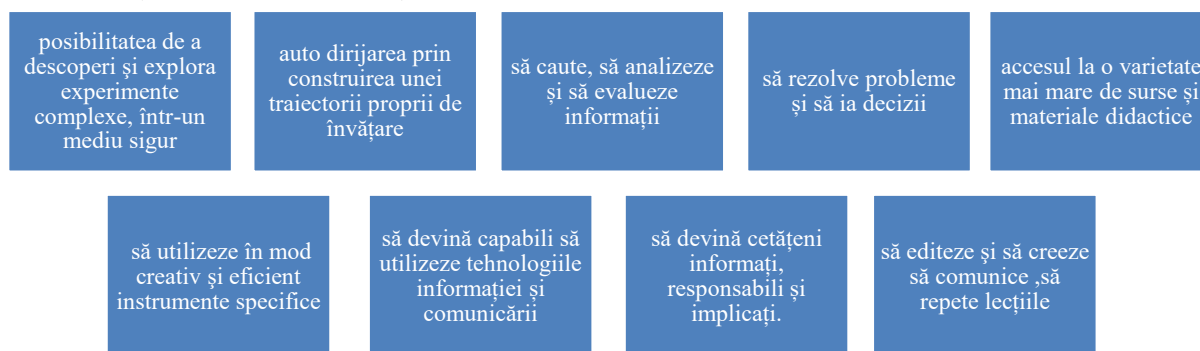 posibilitatea de a
descoperi şi explora
experimente
complexe, într-un
mediu sigur
auto dirijarea prin
construirea unei
traiectorii proprii de
învățare
să caute, să analizeze
și să evalueze
informații
să rezolve probleme
și să ia decizii
accesul la o varietate
mai mare de surse și
materiale didactice
să utilizeze în mod
creativ şi eficient
instrumente specifice
să devină capabili să
utilizeze tehnologiile
informației și
comunicării
să devină cetățeni
informați,
responsabili și
implicați.
să editeze şi să creeze
să comunice ,să
repete lecțiile